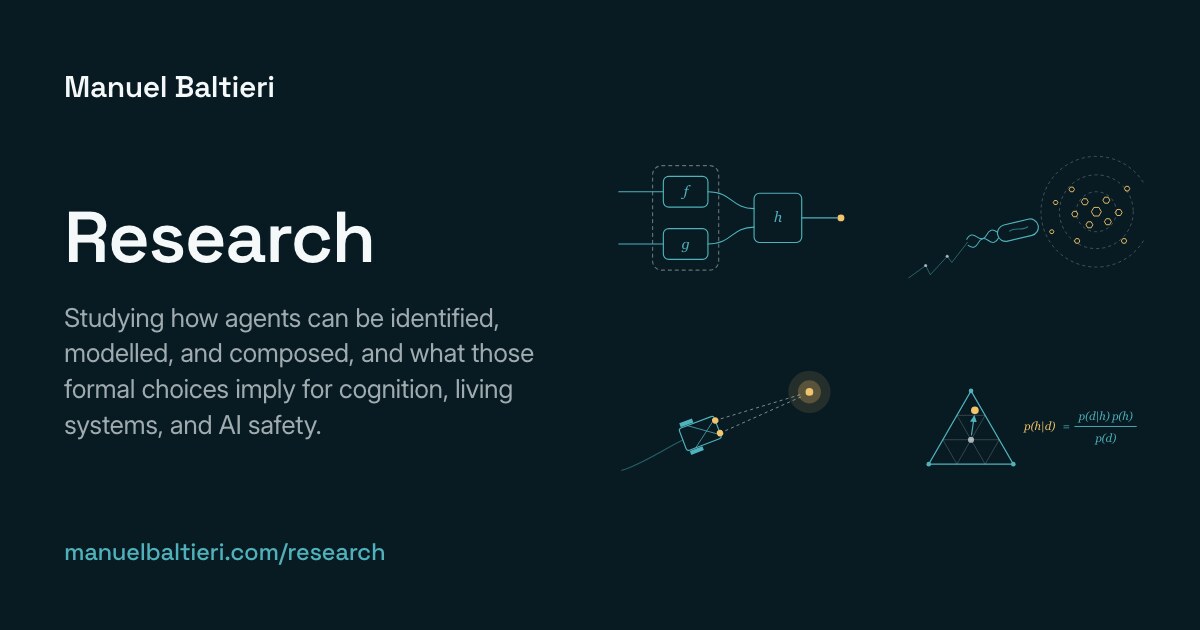 Manuel Baltieri
Research
Studying how agents can be identified,
modelled, and composed, and what those
formal choices imply for cognition, living
systems, and AI safety.
manuelbaltieri.com/research
f
g
h
p(h|d) = p(d|h) p(h)
p(d)